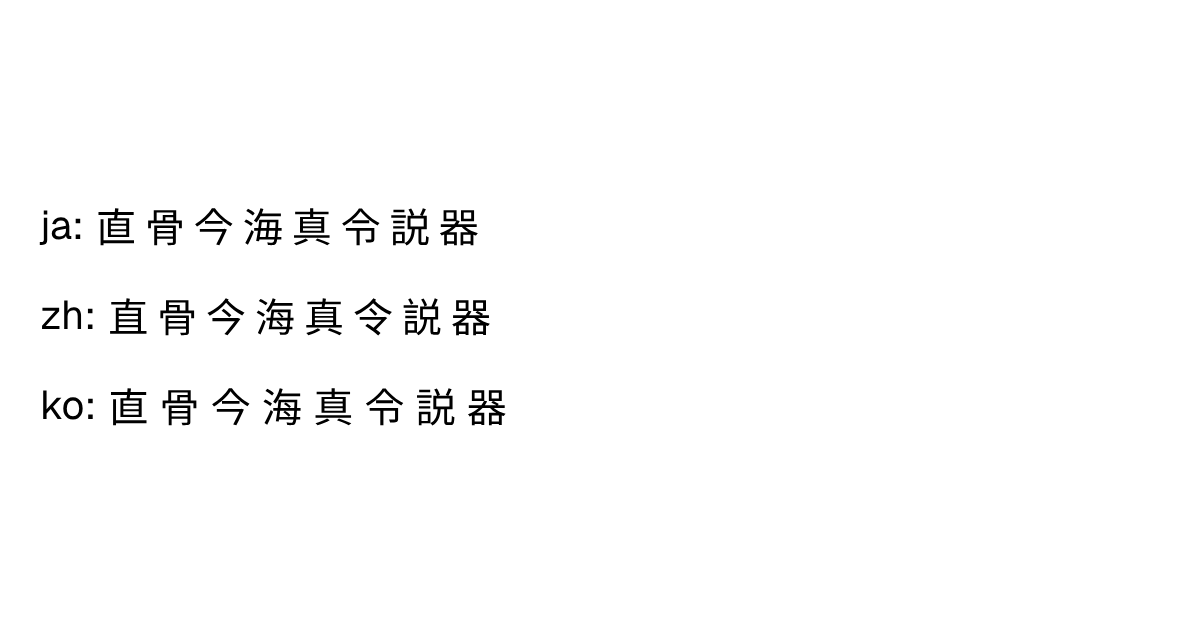 ja: 直 骨 今 海 真 令 説 器
zh: 直 骨 今 海 真 令 説 器
ko: 直 骨 今 海 真 令 説 器